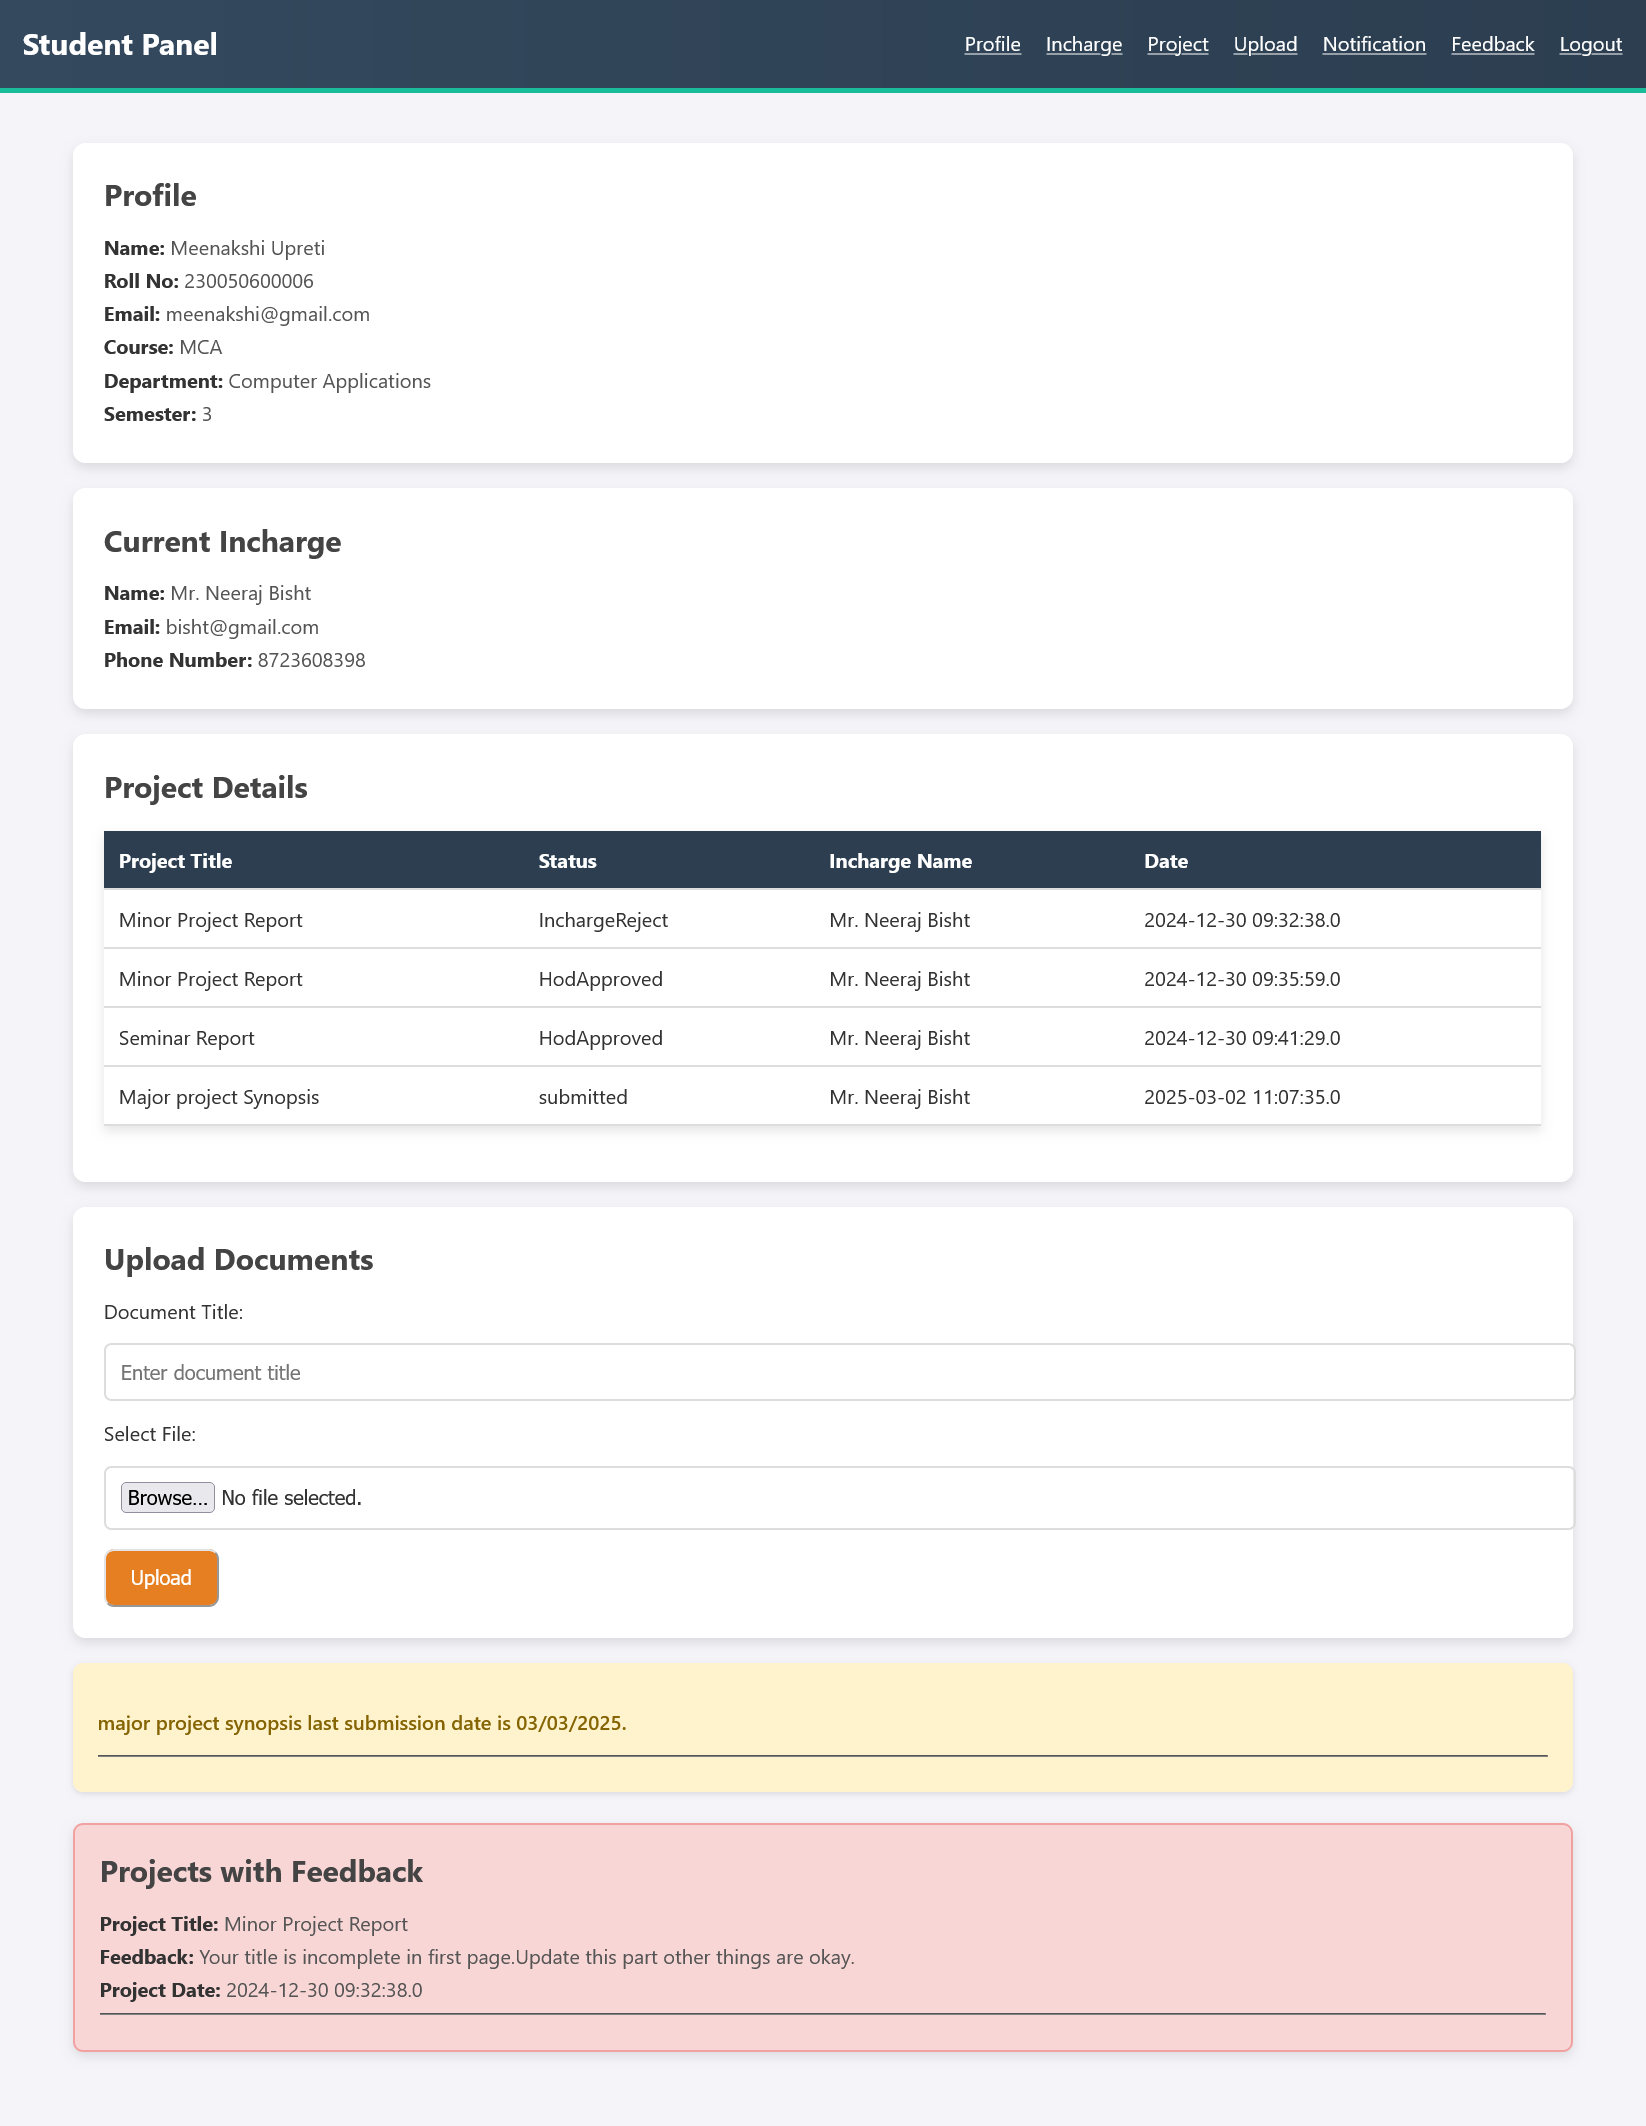 Student Panel
Profile Incharge Project Upload Notification Feedback Logout
Profile
Name: Meenakshi Upreti
Roll No: 230050600006
Email: meenakshi@gmail.com
Course: MCA
Department: Computer Applications
Semester: 3
Current Incharge
Name: Mr. Neeraj Bisht
Email: bisht@gmail.com
Phone Number: 8723608398
Project Details
Project Title Status Incharge Name Date
Minor Project Report InchargeReject Mr. Neeraj Bisht 2024-12-30 09:32:38.0
Minor Project Report HodApproved Mr. Neeraj Bisht 2024-12-30 09:35:59.0
Seminar Report HodApproved Mr. Neeraj Bisht 2024-12-30 09:41:29.0
Major project Synopsis submitted Mr. Neeraj Bisht 2025-03-02 11:07:35.0
Upload Documents
Document Title:
Enter document title
Select File:
Browse... No file selected.
Upload
major project synopsis last submission date is 03/03/2025.
Projects with Feedback
Project Title: Minor Project Report
Feedback: Your title is incomplete in first page.Update this part other things are okay.
Project Date: 2024-12-30 09:32:38.0